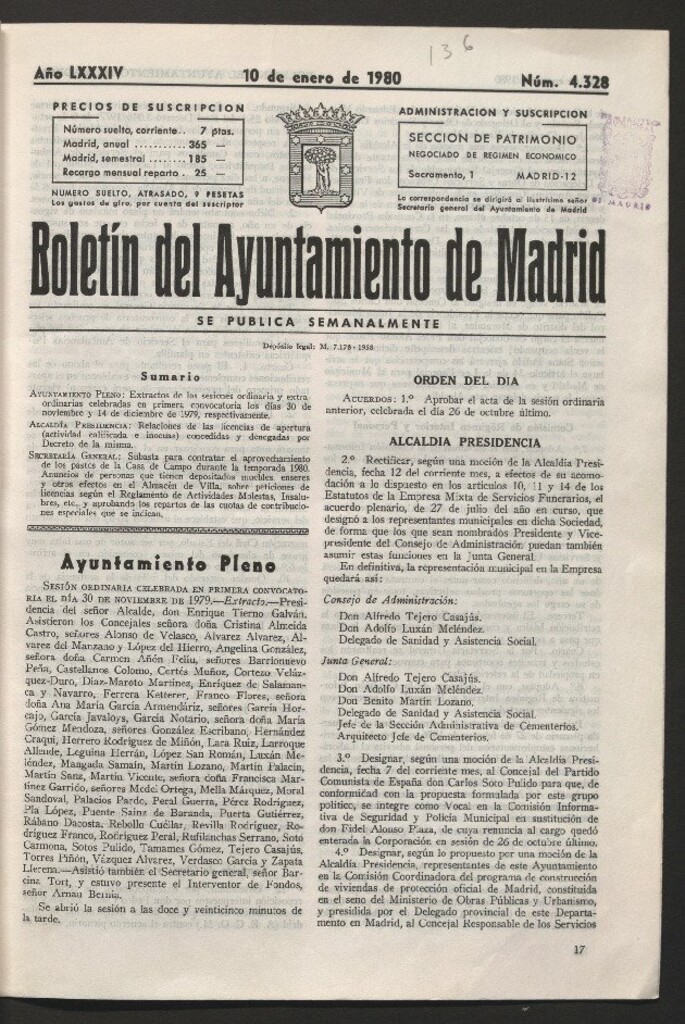 136
Año LXXXIV 10 de enero de 1980 Núm. 4.328
PRECIOS DE SUSCRIPCION
Número suelto, corriente.. 7 ptas.
Madrid, anual .......... 365 —
Madrid, semestral ...... 185 —
Recargo mensual reparto . 25 —
NUMERO SUELTO, ATRASADO, 9 PESETAS
Los gastos de giro, por cuenta del suscriptor
ADMINISTRACION Y SUSCRIPCION
SECCION DE PATRIMONIO
NEGOCIADO DE REGIMEN ECONOMICO
Sacramento, 1 MADRID-12
La correspondencia se dirigirá al ilustrísimo señor
Secretario general del Ayuntamiento de Madrid
DE MADRID
Boletín del Ayuntamiento de Madrid
SE PUBLICA SEMANALMENTE
Depósito legal: M. 7.178 - 1958
Sumario
AYUNTAMIENTO PLENO: Extractos de las sesiones ordinaria y extra
ordinarias celebradas en primera convocatoria los días 30 de
noviembre y 14 de diciembre de 1979, respectivamente.
ALCALDÍA PRESIDENCIA: Relaciones de las licencias de apertura
(actividad calificada e inocuas) concedidas y denegadas por
Decreto de la misma.
SECRETARÍA GENERAL: Subasta para contratar el aprovechamiento
de los pastos de la Casa de Campo durante la temporada 1980.
Anuncios de personas que tienen depositados muebles, enseres
y otros efectos en el Almacén de Villa, sobre peticiones de
licencias según el Reglamento de Actividades Molestas, Insalu-
bres, etc., y aprobando los repartos de las cuotas de contribucio-
nes especiales que se indican.
Ayuntamiento Pleno
SESIÓN ORDINARIA CELEBRADA EN PRIMERA CONVOCATO-
RIA EL DÍA 30 DE NOVIEMBRE DE 1979.—Extracto.—Presi-
dencia del señor Alcalde, don Enrique Tierno Galván.
Asistieron los Concejales señora doña Cristina Almeida
Castro, señores Alonso de Velasco, Alvarez Alvarez, Al-
varez del Manzano y López del Hierro, Angelina González,
señora doña Carmen Añón Feliu, señores Barrionuevo
Peña, Castellanos Colomo, Cortés Muñoz, Cortezo Veláz-
quez-Duro, Díaz-Maroto Martínez, Enríquez de Salaman-
ca y Navarro, Ferrera Ketterer, Franco Flores, señora
doña Ana María García Armendáriz, señores García Hor-
cajo, García Javaloys, García Notario, señora doña María
Gómez Mendoza, señores González Escribano, Hernández
Craqui, Herrero Rodríguez de Miñón, Lara Ruiz, Larroque
Allende, Leguina Herrán, López San Román, Luxán Me-
léndez, Mangada Samaín, Martín Lozano, Martín Palacín,
Martín Sanz, Martín Vicente, señora doña Francisca Mar-
tínez Garrido, señores Medel Ortega, Mella Márquez, Moral
Sandoval, Palacios Pardo, Peral Guerra, Pérez Rodríguez,
Pla López, Puente Sainz de Baranda, Puerta Gutiérrez,
Rábano Dacosta, Rebollo Cuéllar, Revilla Rodríguez, Ro-
dríguez Franco, Rodríguez Peral, Rufilanchas Serrano, Soto
Carmona, Sotos Pulido, Tamames Gómez, Tejero Casajús,
Torres Piñón, Vázquez Alvarez, Verdasco García y Zapata
Llerena.—Asistió también el Secretario general, señor Bar-
cina Tort, y estuvo presente el Interventor de Fondos,
señor Arnau Bernia.
Se abrió la sesión a las doce y veinticinco minutos de
la tarde.
ORDEN DEL DIA
ACUERDOS: 1.º Aprobar el acta de la sesión ordinaria
anterior, celebrada el día 26 de octubre último.
ALCALDIA PRESIDENCIA
2.º Rectificar, según una moción de la Alcaldía Presi-
dencia, fecha 12 del corriente mes, a efectos de su acomo-
dación a lo dispuesto en los artículos 10, 11 y 14 de los
Estatutos de la Empresa Mixta de Servicios Funerarios, el
acuerdo plenario, de 27 de julio del año en curso, que
designó a los representantes municipales en dicha Sociedad,
de forma que los que sean nombrados Presidente y Vice-
presidente del Consejo de Administración puedan también
asumir estas funciones en la Junta General.
En definitiva, la representación municipal en la Empresa
quedará así:
Consejo de Administración:
Don Alfredo Tejero Casajús.
Don Adolfo Luxán Meléndez.
Delegado de Sanidad y Asistencia Social.
Junta General:
Don Alfredo Tejero Casajús.
Don Adolfo Luxán Meléndez.
Don Benito Martín Lozano.
Delegado de Sanidad y Asistencia Social.
Jefe de la Sección Administrativa de Cementerios.
Arquitecto Jefe de Cementerios.
3.º Designar, según una moción de la Alcaldía Presi-
dencia, fecha 7 del corriente mes, al Concejal del Partido
Comunista de España don Carlos Soto Pulido para que, de
conformidad con la propuesta formulada por este grupo
político, se integre como Vocal en la Comisión Informa-
tiva de Seguridad y Policía Municipal en sustitución de
don Fidel Alonso Plaza, de cuya renuncia al cargo quedó
enterada la Corporación en sesión de 26 de octubre último.
4.º Designar, según lo propuesto por una moción de la
Alcaldía Presidencia, representantes de este Ayuntamiento
en la Comisión Coordinadora del programa de construcción
de viviendas de protección oficial de Madrid, constituida
en el seno del Ministerio de Obras Públicas y Urbanismo,
y presidida por el Delegado provincial de este Departa-
mento en Madrid, al Concejal Responsable de los Servicios
17